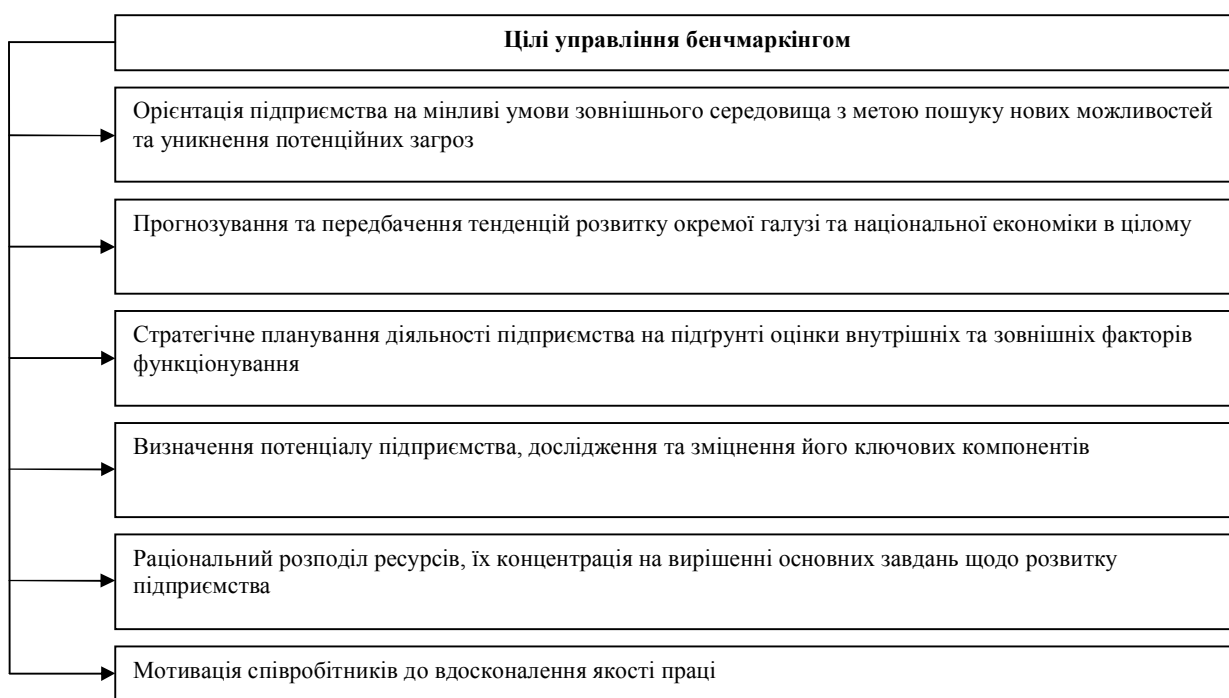 Цілі управління бенчмаркінгом
Орієнтація підприємства на мінливі умови зовнішнього середовища з метою пошуку нових можливостей
та уникнення потенційних загроз
Прогнозування та передбачення тенденцій розвитку окремої галузі та національної економіки в цілому
Стратегічне планування діяльності підприємства на підґрунті оцінки внутрішніх та зовнішніх факторів
функціонування
Визначення потенціалу підприємства, дослідження та зміцнення його ключових компонентів
Раціональний розподіл ресурсів, їх концентрація на вирішенні основних завдань щодо розвитку
підприємства
Мотивація співробітників до вдосконалення якості праці